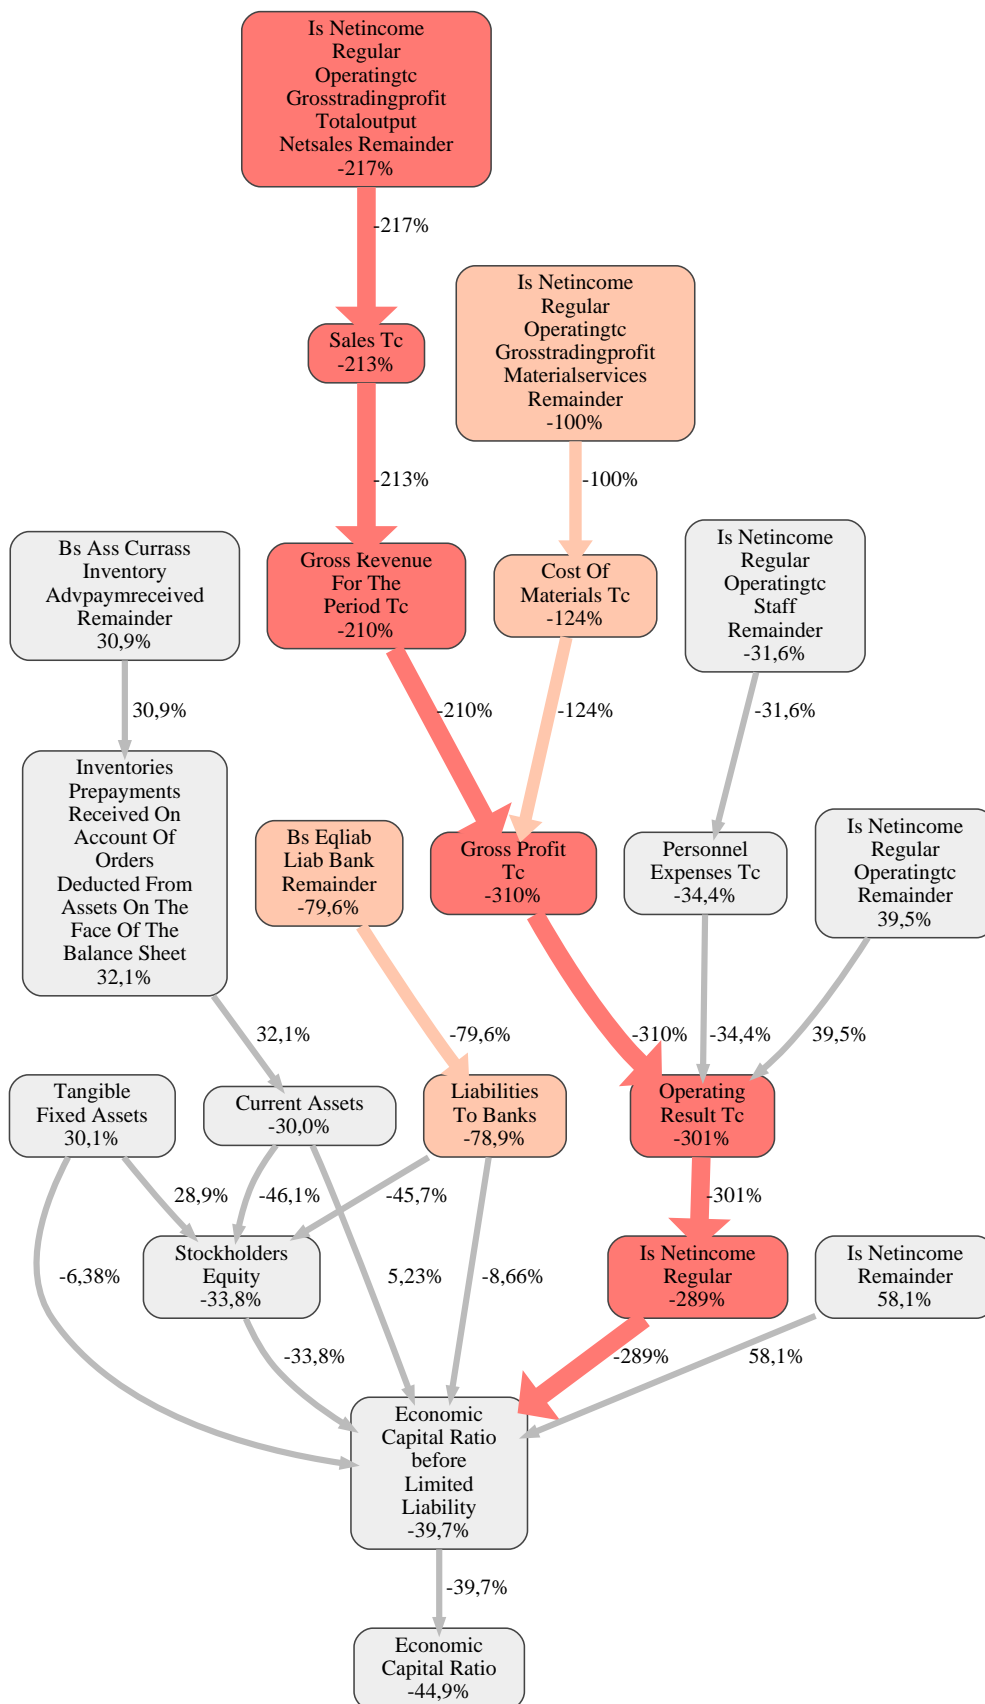 Is Netincome
Regular
Operatingtc
Grosstradingprofit
Totaloutput
Netsales Remainder
-217%
-217%
Is Netincome
Regular
Operatingtc
Grosstradingprofit
Materialservices
Remainder
-100%
Sales Tc
-213%
-213%
-100%
Bs Ass Currass
Inventory
Advpaymreceived
Remainder
30,9%
Gross Revenue
For The
Period Tc
-210%
Cost Of
Materials Tc
-124%
Is Netincome
Regular
Operatingtc
Staff
Remainder
-31,6%
30,9%
-210%
-124%
-31,6%
Inventories
Prepayments
Received On
Account Of
Orders
Deducted From
Assets On The
Face Of The
Balance Sheet
32,1%
Bs Eqliab
Liab Bank
Remainder
-79,6%
Gross Profit
Tc
-310%
Personnel
Expenses Tc
-34,4%
Is Netincome
Regular
Operatingtc
Remainder
39,5%
32,1%
-79,6%
-310%
-34,4%
39,5%
Tangible
Fixed Assets
30,1%
Current Assets
-30,0%
Liabilities
To Banks
-78,9%
Operating
Result Tc
-301%
28,9%
-46,1%
-45,7%
-301%
Stockholders
Equity
-33,8%
Is Netincome
Regular
-289%
Is Netincome
Remainder
58,1%
-6,38%
5,23%
-8,66%
-33,8%
-289%
58,1%
Economic
Capital Ratio
before
Limited
Liability
-39,7%
-39,7%
Economic
Capital Ratio
-44,9%